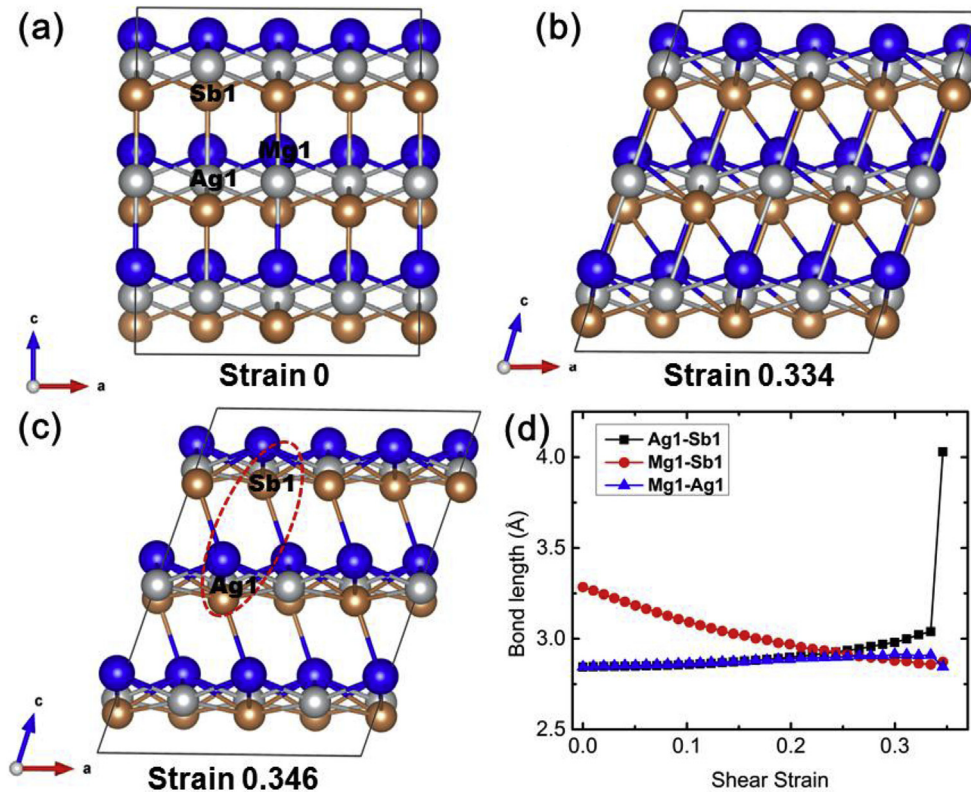 (a)
Sb1
Mg1
Ag1
c
a
Strain 0
(b)
c
a
Strain 0.334
(c)
Sb1
Ag1
c
a
Strain 0.346
(d)
Ag1-Sb1
Mg1-Sb1
Mg1-Ag1
Bond length (Å)
4.0
3.5
3.0
2.5
0.0 0.1 0.2 0.3
Shear Strain